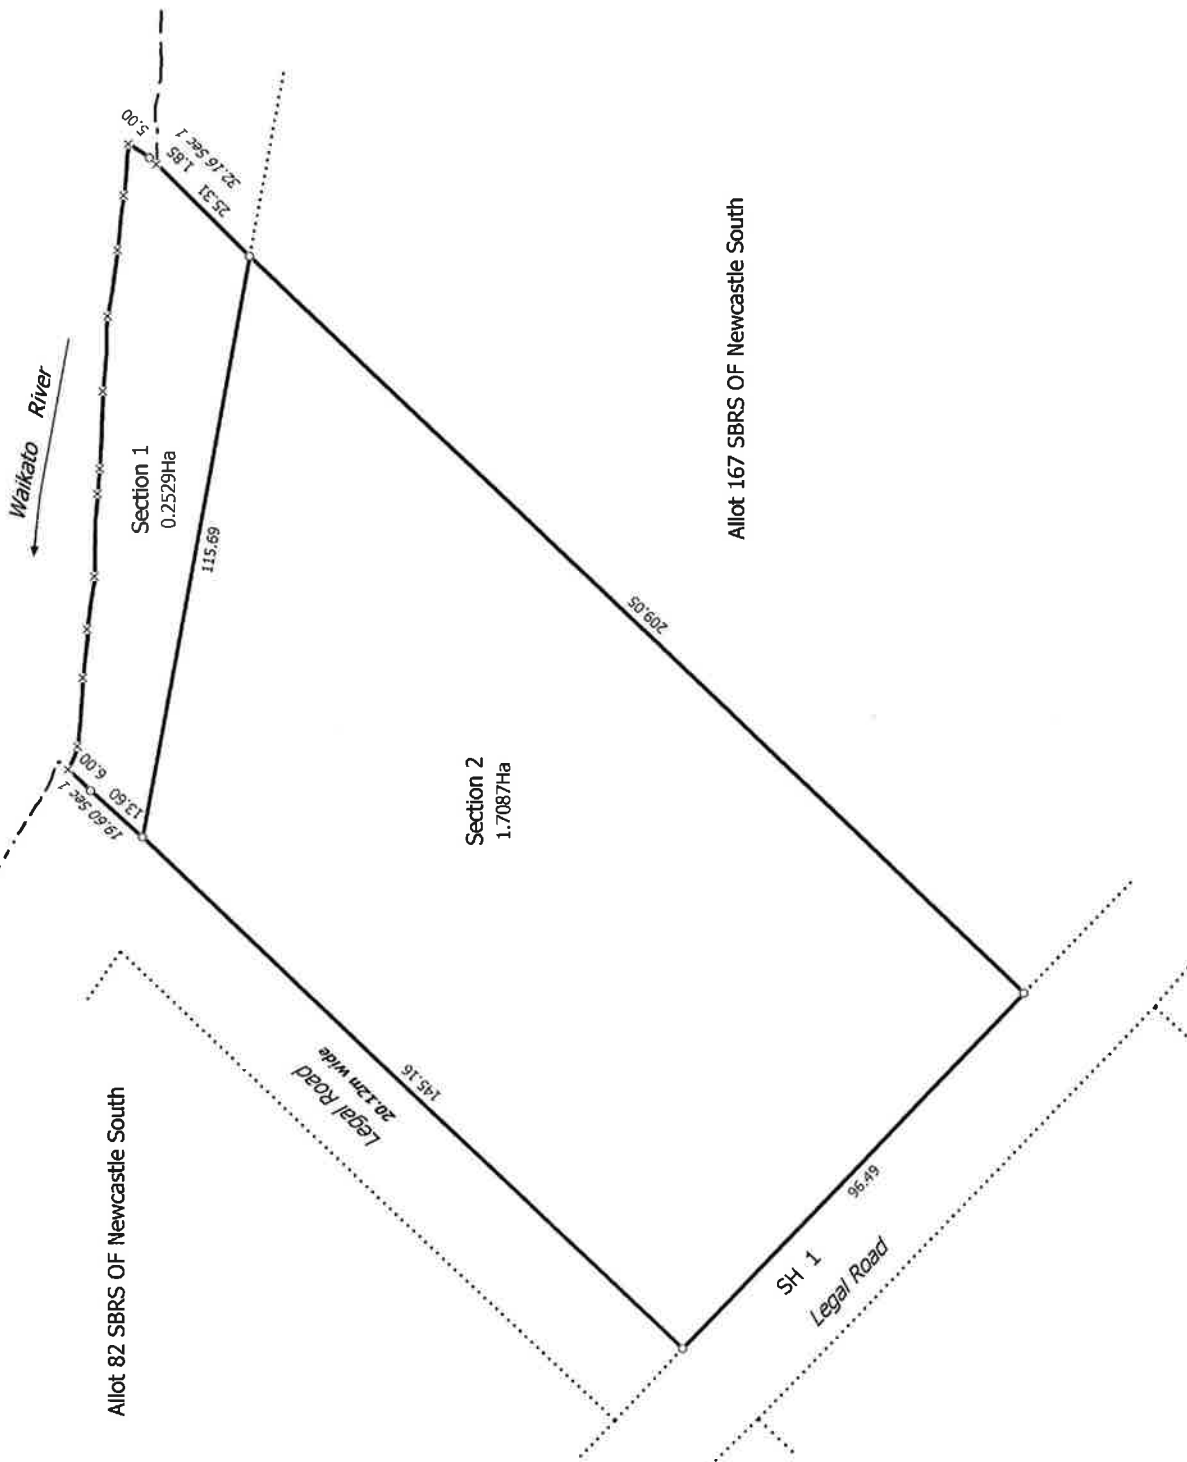 Waikato River
5.00
1.85
32.16 Sec 1
25.31
Section 1
0.2529Ha
115.69
6.00
13.60
19.60 Sec 1
Allot 167 SBRS OF Newcastle South
209.05
Section 2
1.7087Ha
Legal Road
20.12m wide
145.16
Allot 82 SBRS OF Newcastle South
96.49
SH 1
Legal Road